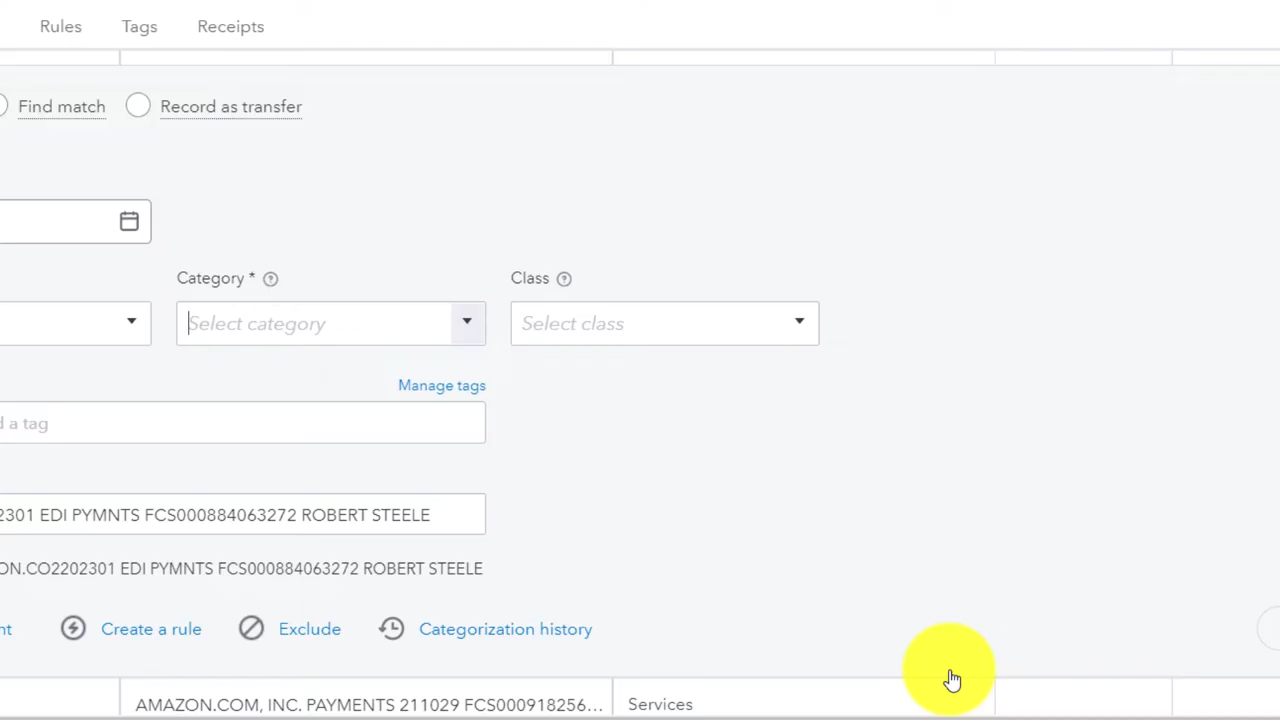 Rules Tags Receipts
Find match Record as transfer
Category * Class
Select category Select class
Manage tags
d a tag
2301 EDI PYMNTS FCS000884063272 ROBERT STEELE
ON.CO2202301 EDI PYMNTS FCS000884063272 ROBERT STEELE
nt Create a rule Exclude Categorization history
AMAZON.COM, INC. PAYMENTS 211029 FCS000918256... Services